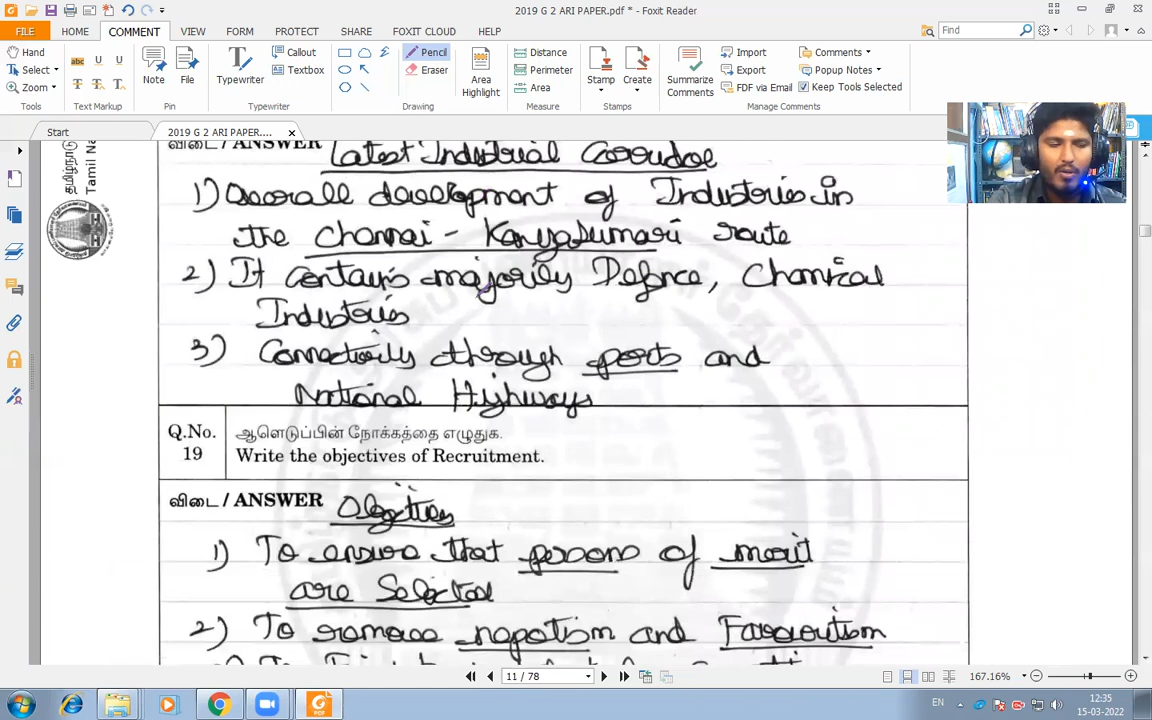 2019 G 2 ARI PAPER.pdf * - Foxit Reader
FILE HOME COMMENT VIEW FORM PROTECT SHARE FOXIT CLOUD HELP
Find
Hand
Select
Zoom
Tools
Text Markup
Note
File
Pin
Typewriter
Callout
Textbox
Typewriter
Pencil
Eraser
Drawing
Area Highlight
Distance
Perimeter
Area
Measure
Stamp
Create
Stamps
Summarize Comments
Import
Export
FDF via Email
Comments
Popup Notes
Keep Tools Selected
Manage Comments
Start
2019 G 2 ARI PAPER....
தமிழ்நா
Tamil Na
விடை / ANSWER Latest Industrial Corridor
1) Overall development of Industries in
the Chennai - Kanyakumari route
2) It contains majorily Defence, Chemical
Industries
3) Connectivity through ports and
National Highways
Q.No. 19
ஆளெடுப்பின் நோக்கத்தை எழுதுக.
Write the objectives of Recruitment.
விடை / ANSWER Objectives
1) To ensure that persons of merit
are Selected
2) To remove nepotism and Favouritism
11 / 78
167.16%
EN
12:35
15-03-2022